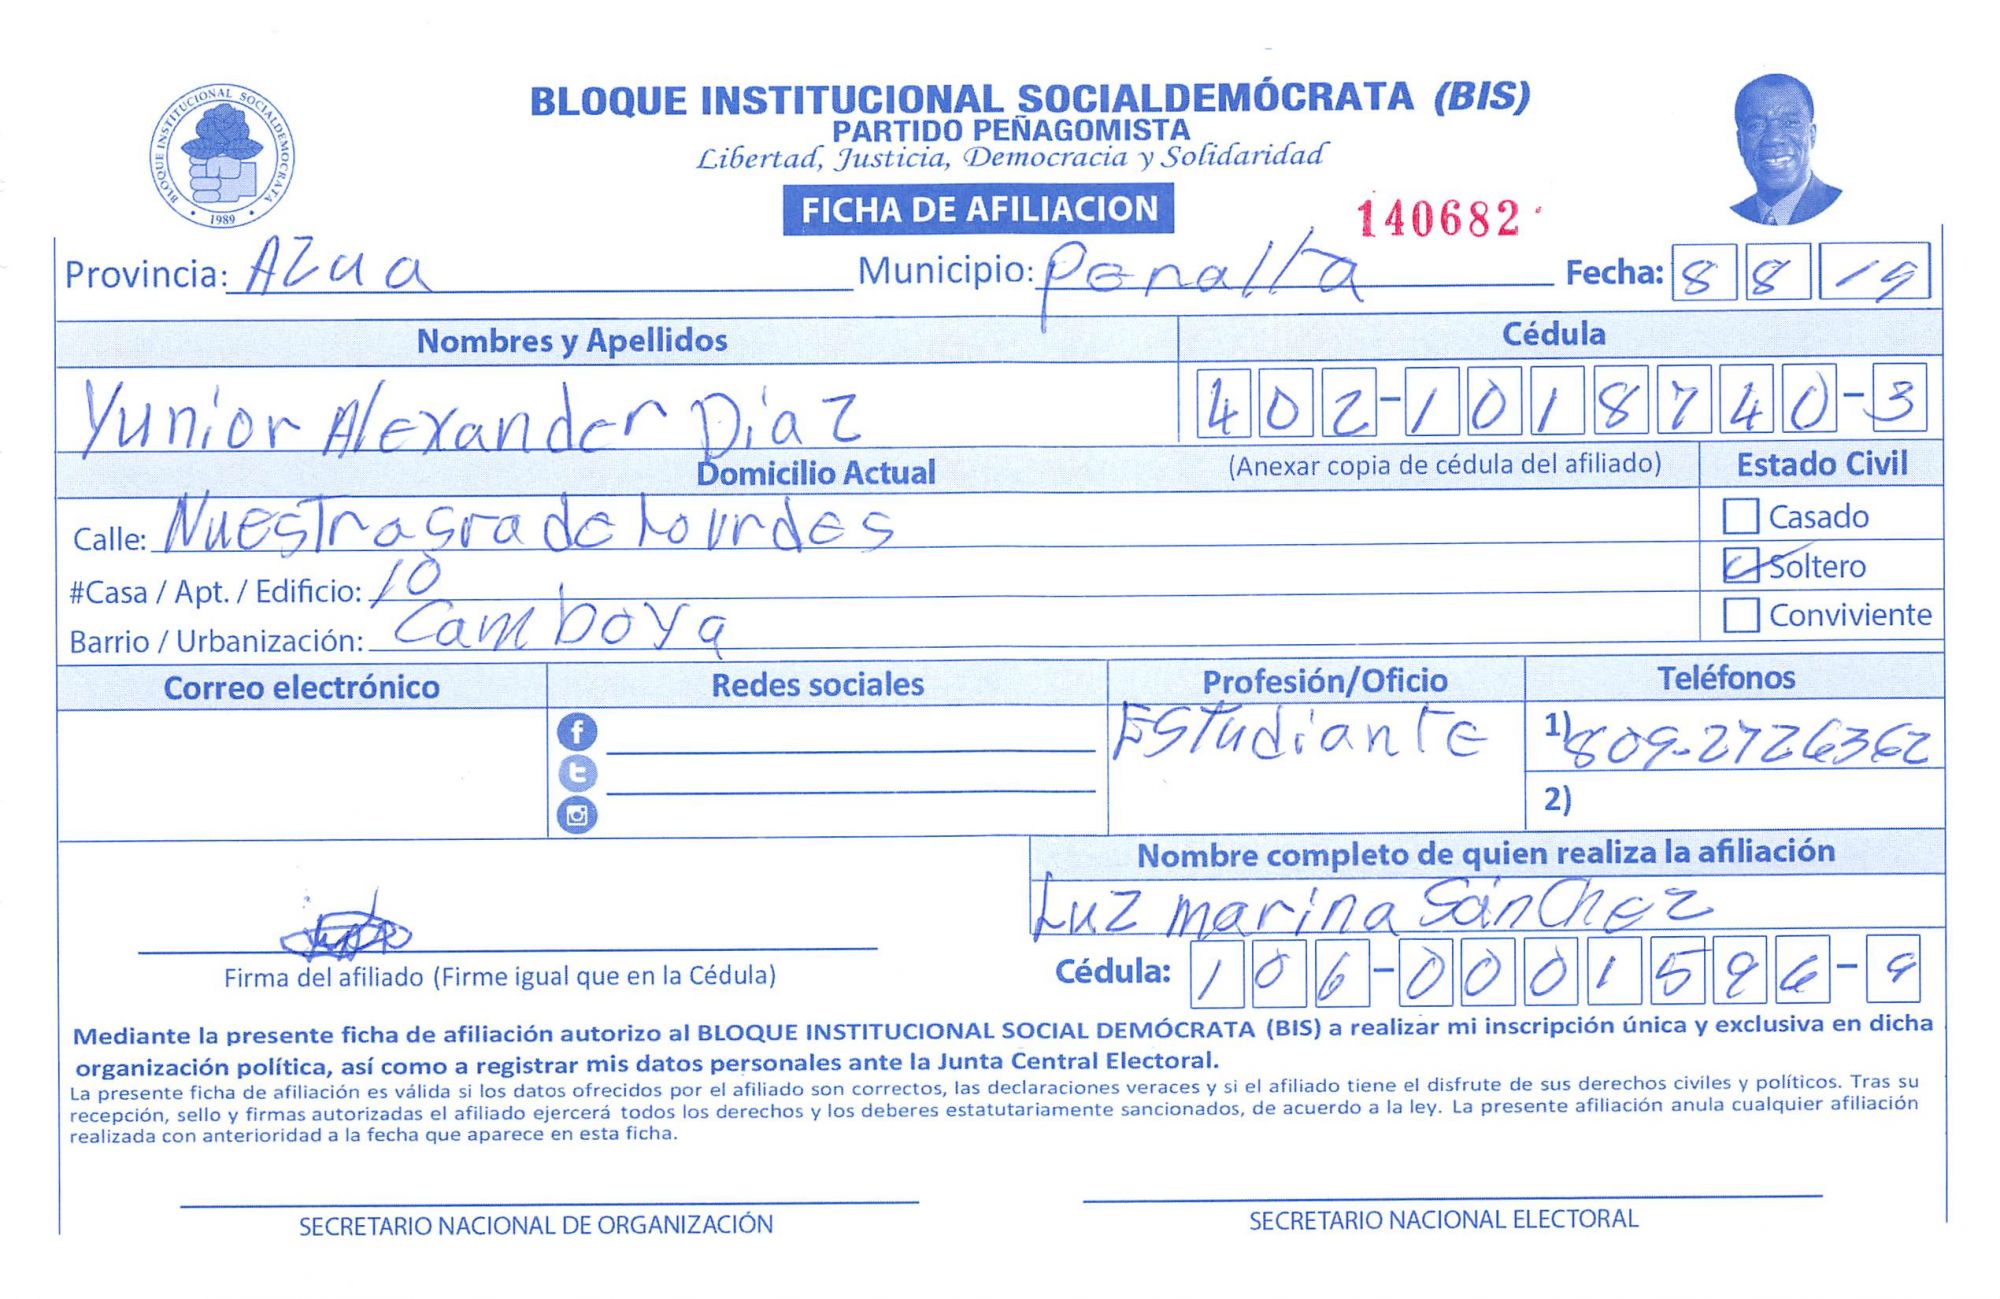 BLOQUE INSTITUCIONAL SOCIALDEMOCRATA
1989
BLOQUE INSTITUCIONAL SOCIALDEMÓCRATA (BIS)
PARTIDO PEÑAGOMISTA
Libertad, Justicia, Democracia y Solidaridad
FICHA DE AFILIACION
140682
Provincia: AZua Municipio: Penalta Fecha: 8 8 19
Nombres y Apellidos Cédula
Yunior Alexander Diaz 402-1018740-3
Domicilio Actual (Anexar copia de cédula del afiliado) Estado Civil
Calle: Nuestra sra de Lourdes Casado
#Casa / Apt. / Edificio: 10 Soltero
Barrio / Urbanización: Camboya Conviviente
Correo electrónico Redes sociales Profesión/Oficio Teléfonos
Estudiante 1) 809-2726362
2)
Nombre completo de quien realiza la afiliación
Luz marina Sánchez
Cédula: 106-0001596-9
Firma del afiliado (Firme igual que en la Cédula)
Mediante la presente ficha de afiliación autorizo al BLOQUE INSTITUCIONAL SOCIAL DEMÓCRATA (BIS) a realizar mi inscripción única y exclusiva en dicha
organización política, así como a registrar mis datos personales ante la Junta Central Electoral.
La presente ficha de afiliación es válida si los datos ofrecidos por el afiliado son correctos, las declaraciones veraces y si el afiliado tiene el disfrute de sus derechos civiles y políticos. Tras su
recepción, sello y firmas autorizadas el afiliado ejercerá todos los derechos y los deberes estatutariamente sancionados, de acuerdo a la ley. La presente afiliación anula cualquier afiliación
realizada con anterioridad a la fecha que aparece en esta ficha.
SECRETARIO NACIONAL DE ORGANIZACIÓN SECRETARIO NACIONAL ELECTORAL